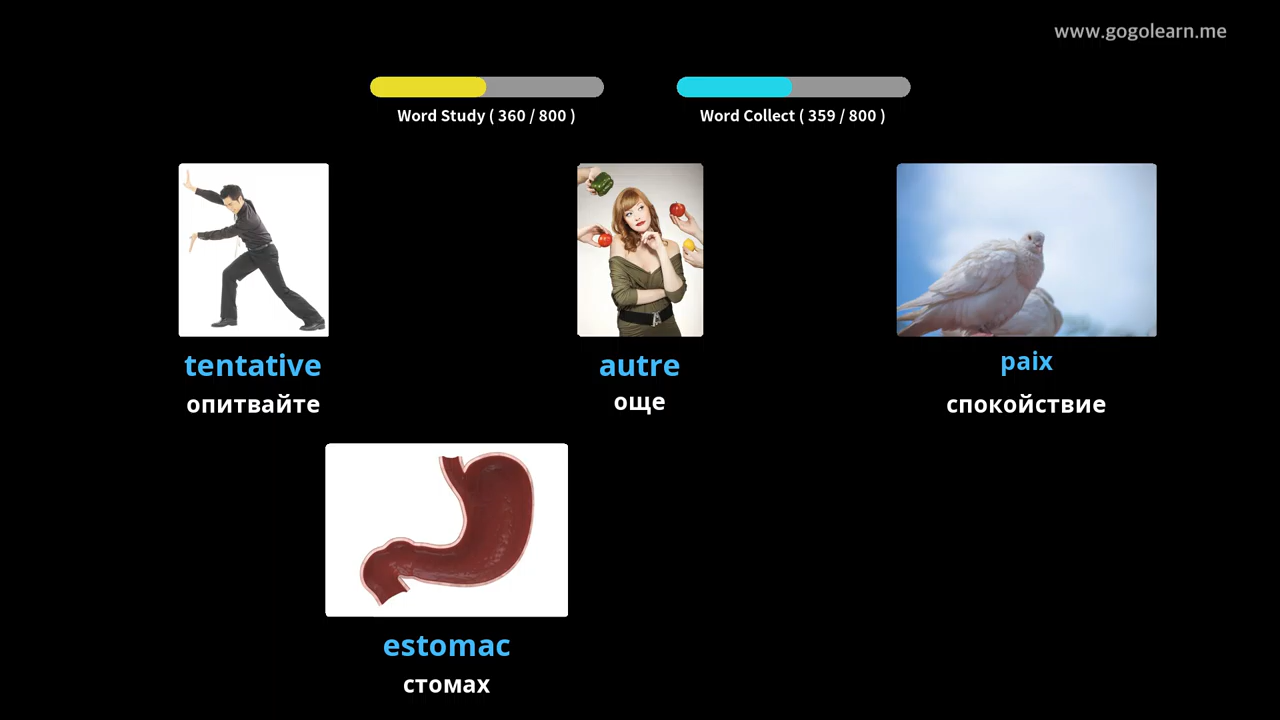 www.gogolearn.me
Word Study ( 360 / 800 )
Word Collect ( 359 / 800 )
tentative
опитвайте
autre
още
paix
спокойствие
estomac
стомах